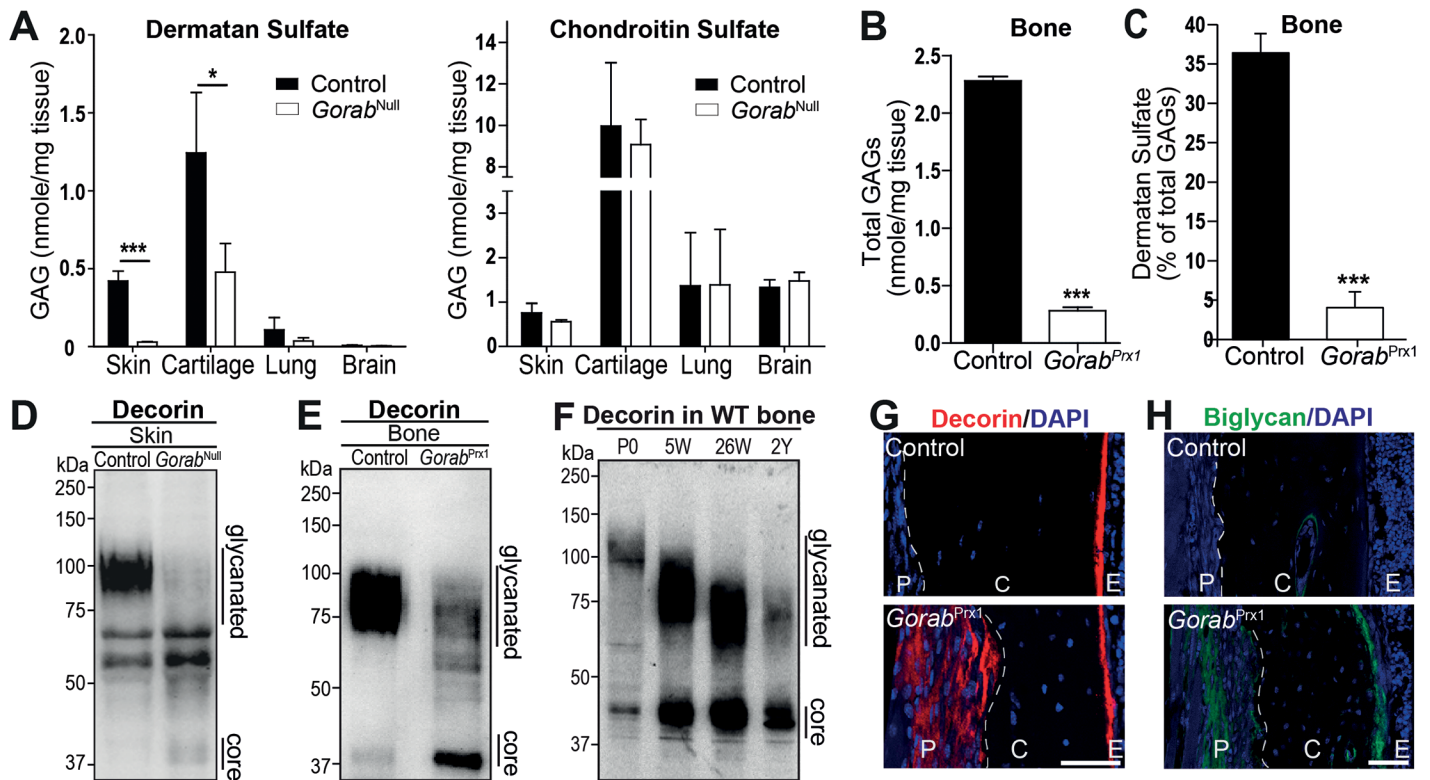 A
Dermatan Sulfate
GAG (nmole/mg tissue)
2.0
1.5
1.0
0.5
0
***
*
Control
GorabNull
Skin Cartilage Lung Brain
Chondroitin Sulfate
GAG (nmole/mg tissue)
14
12
10
8
6
3
2
1
0
Control
GorabNull
Skin Cartilage Lung Brain
B
Bone
Total GAGs
(nmole/mg tissue)
2.5
2.0
2.5
1.0
0.5
0.0
***
Control GorabPrx1
C
Bone
Dermatan Sulfate
(% of total GAGs)
40
35
30
25
20
15
10
5
0
***
Control GorabPrx1
D
Decorin
Skin
Control GorabNull
kDa
250
150
100
75
50
37
glycanated
core
E
Decorin
Bone
Control GorabPrx1
kDa
250
150
100
75
50
37
glycanated
core
F
Decorin in WT bone
kDa
P0 5W 26W 2Y
250
150
100
75
50
37
glycanated
core
G
Decorin/DAPI
Control
P C E
GorabPrx1
P C E
H
Biglycan/DAPI
Control
P C E
GorabPrx1
P C E